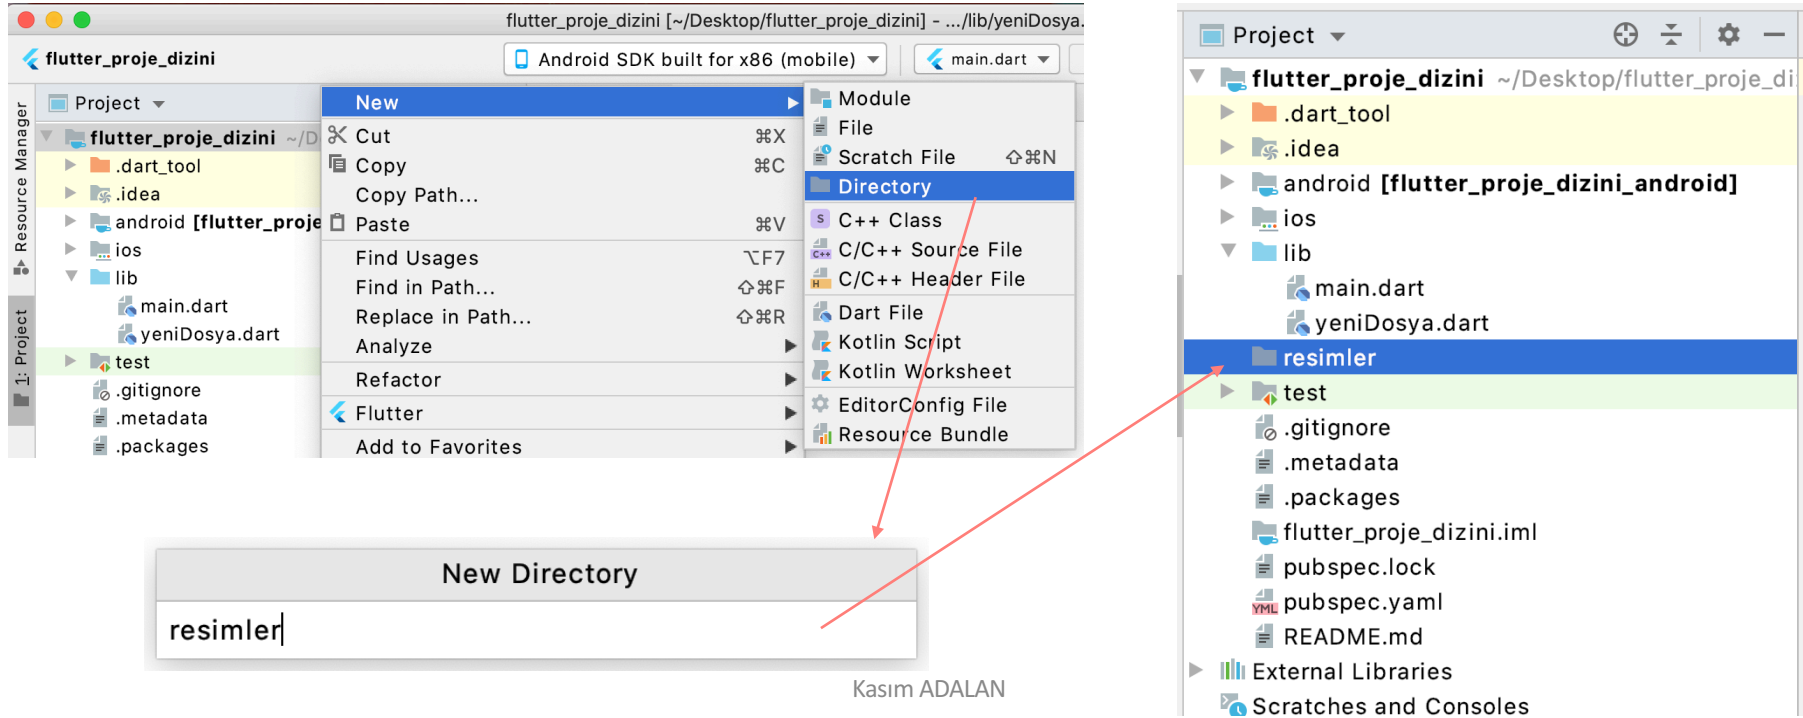 flutter_proje_dizini [~/Desktop/flutter_proje_dizini] - .../lib/yeniDosya.
flutter_proje_dizini
Android SDK built for x86 (mobile)
main.dart
Resource Manager
1: Project
Project
flutter_proje_dizini ~/D
.dart_tool
.idea
android [flutter_proje
ios
lib
main.dart
yeniDosya.dart
test
.gitignore
.metadata
.packages
New
Cut ⌘X
Copy ⌘C
Copy Path...
Paste ⌘V
Find Usages ⌥F7
Find in Path... ⇧⌘F
Replace in Path... ⇧⌘R
Analyze
Refactor
Flutter
Add to Favorites
Module
File
Scratch File ⇧⌘N
Directory
S C++ Class
C++ C/C++ Source File
H C/C++ Header File
Dart File
Kotlin Script
Kotlin Worksheet
EditorConfig File
Resource Bundle
New Directory
resimler
Kasım ADALAN
Project
flutter_proje_dizini ~/Desktop/flutter_proje_di
.dart_tool
.idea
android [flutter_proje_dizini_android]
ios
lib
main.dart
yeniDosya.dart
resimler
test
.gitignore
.metadata
.packages
flutter_proje_dizini.iml
pubspec.lock
YML pubspec.yaml
README.md
External Libraries
Scratches and Consoles